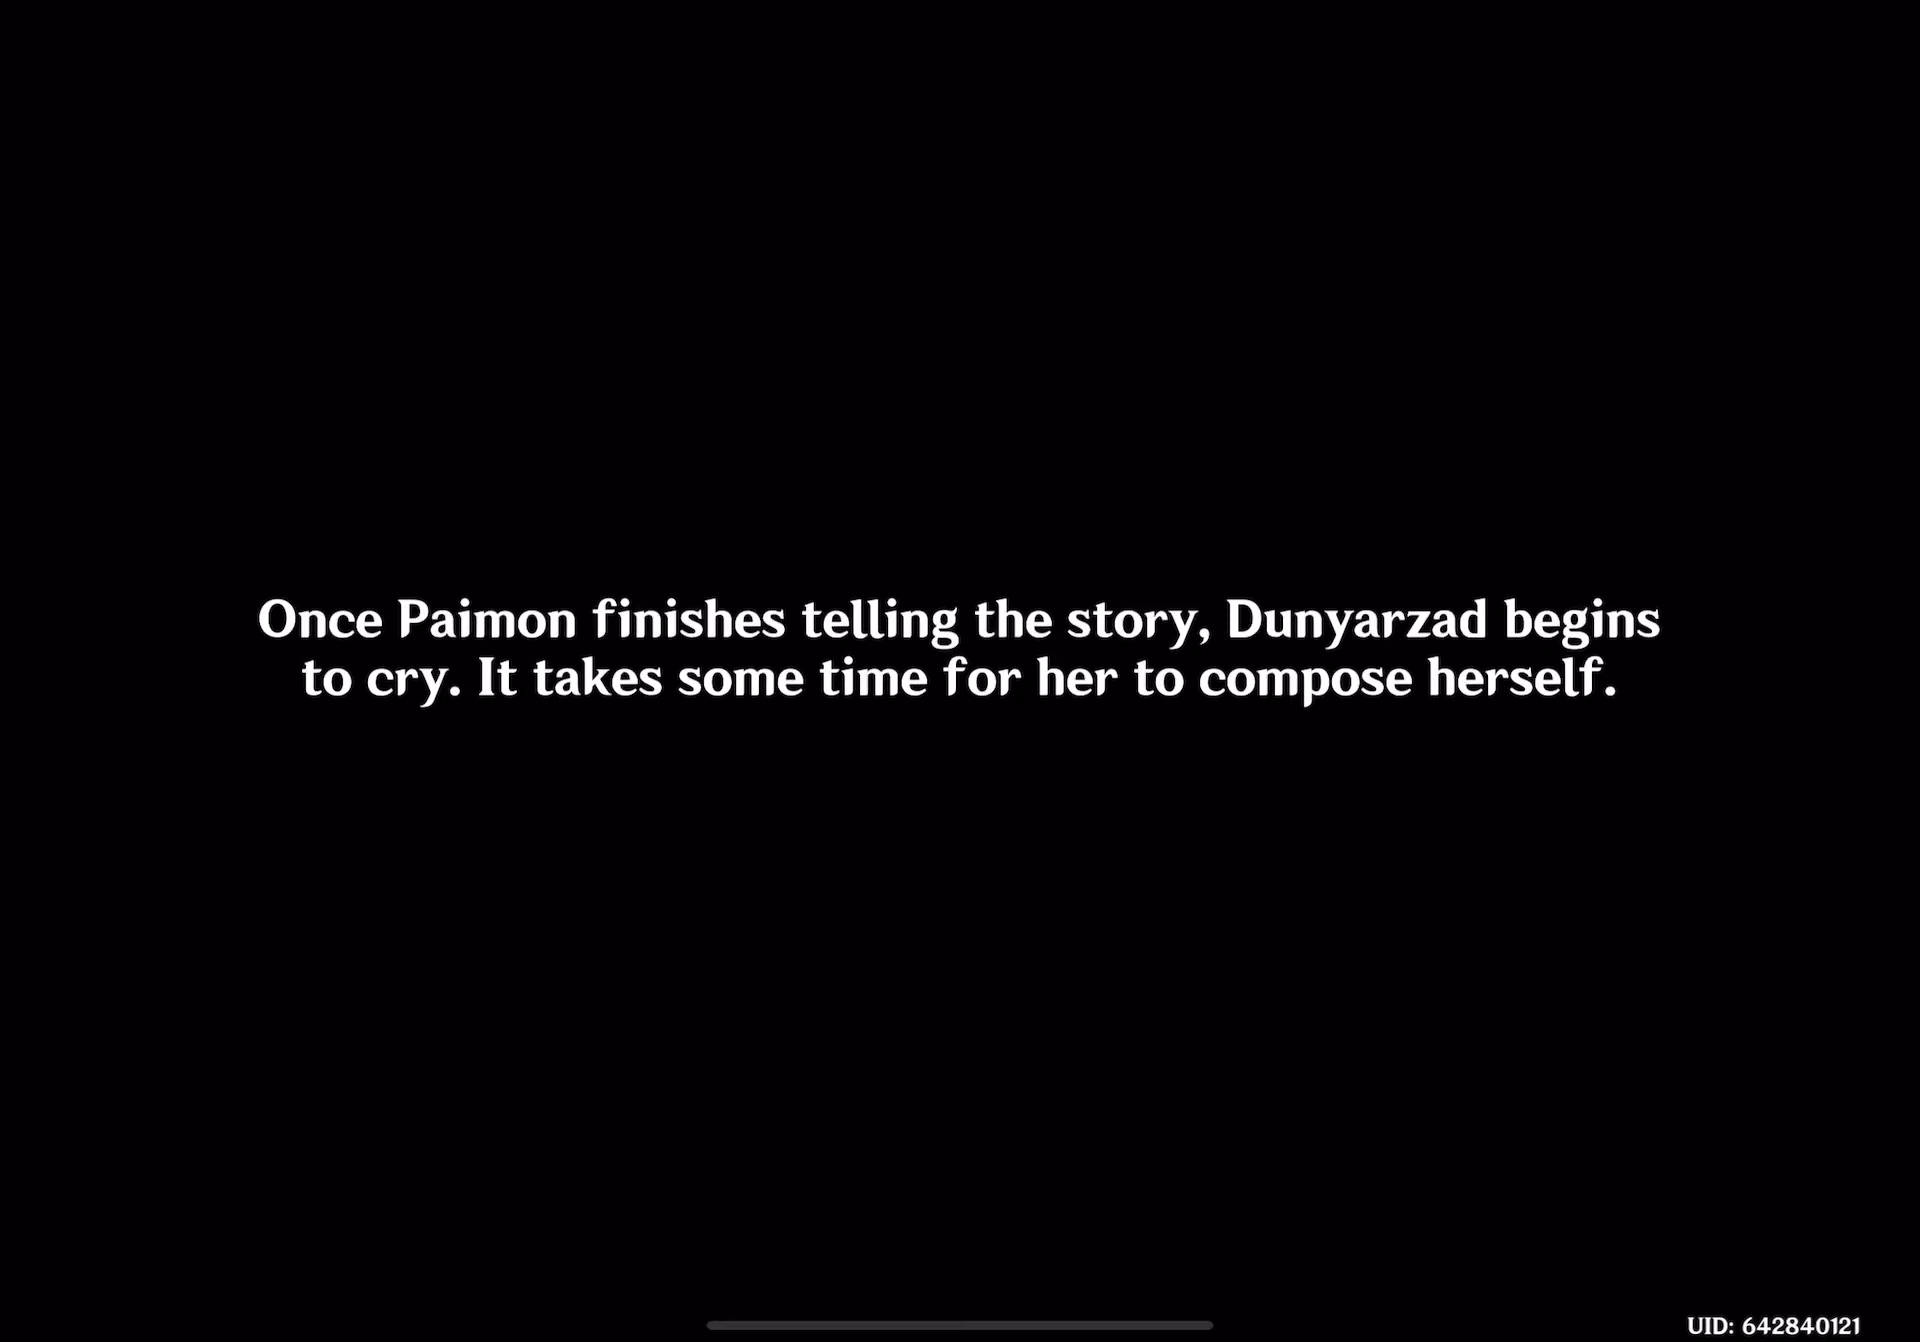 Once Paimon finishes telling the story, Dunyarzad begins
to cry. It takes some time for her to compose herself.
UID: 642840121